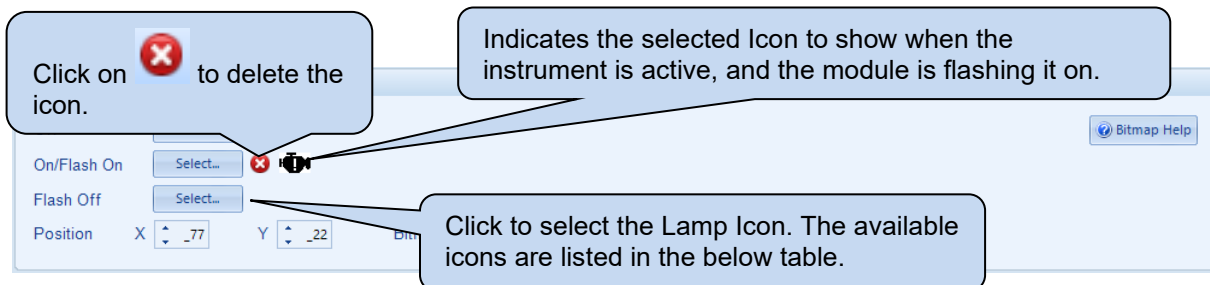 Click on to delete the
icon.
Indicates the selected Icon to show when the
instrument is active, and the module is flashing it on.
Bitmap Help
On/Flash On Select...
Flash Off Select...
Position X _77 Y _22
Click to select the Lamp Icon. The available
icons are listed in the below table.